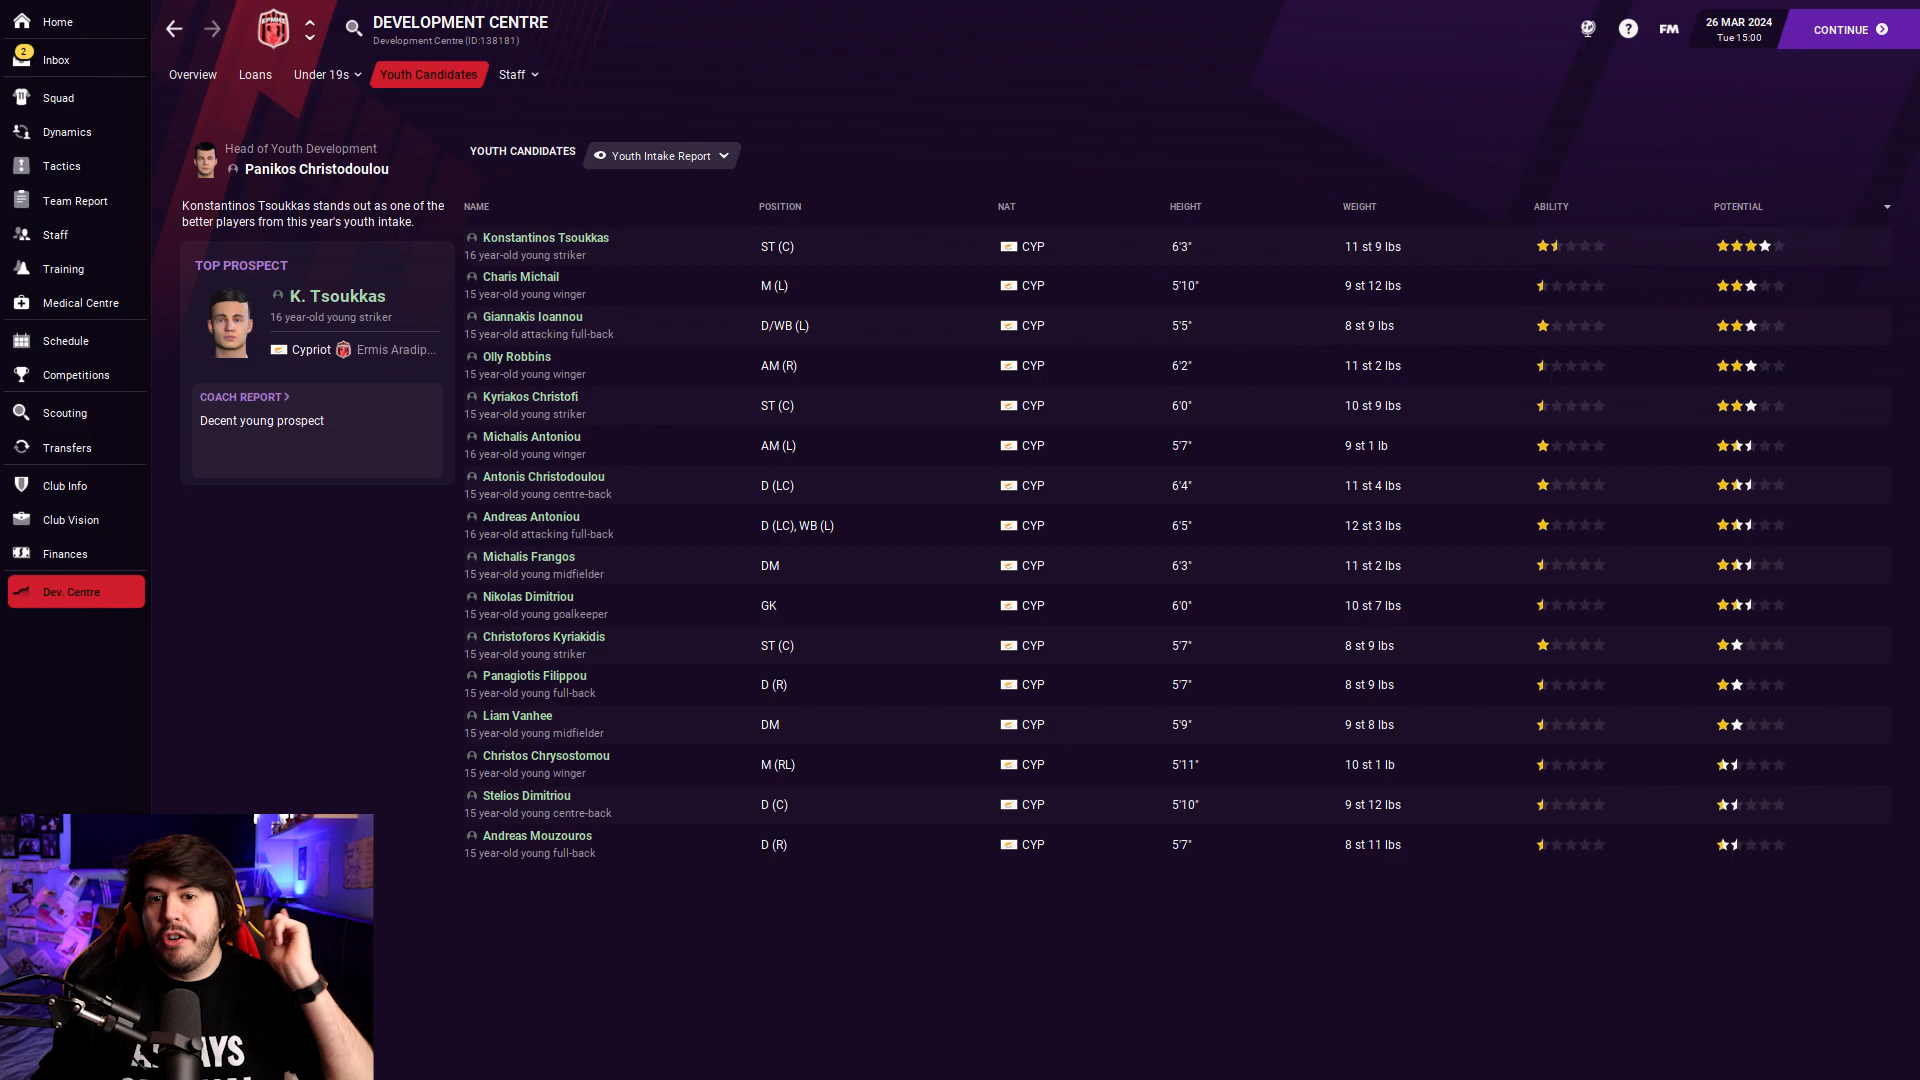 Home
2
Inbox
Squad
Dynamics
Tactics
Team Report
Staff
Training
Medical Centre
Schedule
Competitions
Scouting
Transfers
Club Info
Club Vision
Finances
Dev. Centre
DEVELOPMENT CENTRE
Development Centre (ID:138181)
FM
26 MAR 2024
Tue 15:00
CONTINUE
Overview
Loans
Under 19s
Youth Candidates
Staff
Head of Youth Development
Panikos Christodoulou
Konstantinos Tsoukkas stands out as one of the
better players from this year's youth intake.
TOP PROSPECT
K. Tsoukkas
16 year-old young striker
Cypriot Ermis Aradip...
COACH REPORT
Decent young prospect
YOUTH CANDIDATES
Youth Intake Report
NAME POSITION NAT HEIGHT WEIGHT ABILITY POTENTIAL
Konstantinos Tsoukkas
16 year-old young striker
ST (C) CYP 6'3" 11 st 9 lbs
Charis Michail
15 year-old young winger
M (L) CYP 5'10" 9 st 12 lbs
Giannakis Ioannou
15 year-old attacking full-back
D/WB (L) CYP 5'5" 8 st 9 lbs
Olly Robbins
15 year-old young winger
AM (R) CYP 6'2" 11 st 2 lbs
Kyriakos Christofi
15 year-old young striker
ST (C) CYP 6'0" 10 st 9 lbs
Michalis Antoniou
16 year-old young winger
AM (L) CYP 5'7" 9 st 1 lb
Antonis Christodoulou
15 year-old young centre-back
D (LC) CYP 6'4" 11 st 4 lbs
Andreas Antoniou
16 year-old attacking full-back
D (LC), WB (L) CYP 6'5" 12 st 3 lbs
Michalis Frangos
15 year-old young midfielder
DM CYP 6'3" 11 st 2 lbs
Nikolas Dimitriou
15 year-old young goalkeeper
GK CYP 6'0" 10 st 7 lbs
Christoforos Kyriakidis
15 year-old young striker
ST (C) CYP 5'7" 8 st 9 lbs
Panagiotis Filippou
15 year-old young full-back
D (R) CYP 5'7" 8 st 9 lbs
Liam Vanhee
15 year-old young midfielder
DM CYP 5'9" 9 st 8 lbs
Christos Chrysostomou
15 year-old young winger
M (RL) CYP 5'11" 10 st 1 lb
Stelios Dimitriou
15 year-old young centre-back
D (C) CYP 5'10" 9 st 12 lbs
Andreas Mouzouros
15 year-old young full-back
D (R) CYP 5'7" 8 st 11 lbs